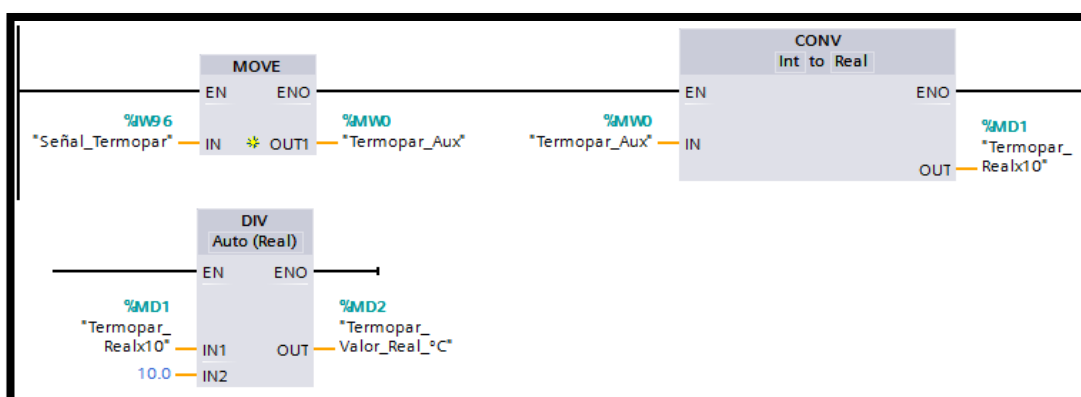 MOVE
EN ENO
%IW96
"Señal_Termopar"
IN OUT1
%MW0
"Termopar_Aux"
CONV
Int to Real
EN ENO
%MW0
"Termopar_Aux"
IN
OUT
%MD1
"Termopar_
Realx10"
DIV
Auto (Real)
EN ENO
%MD1
"Termopar_
Realx10"
IN1
10.0
IN2
OUT
%MD2
"Termopar_
Valor_Real_ºC"